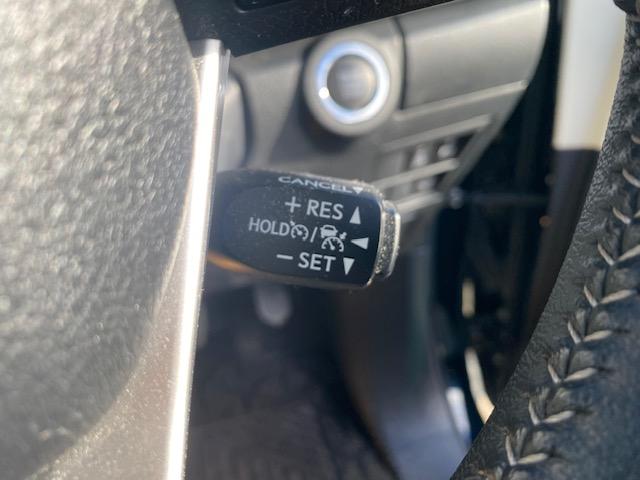 CANCEL
+ RES
HOLD /
− SET